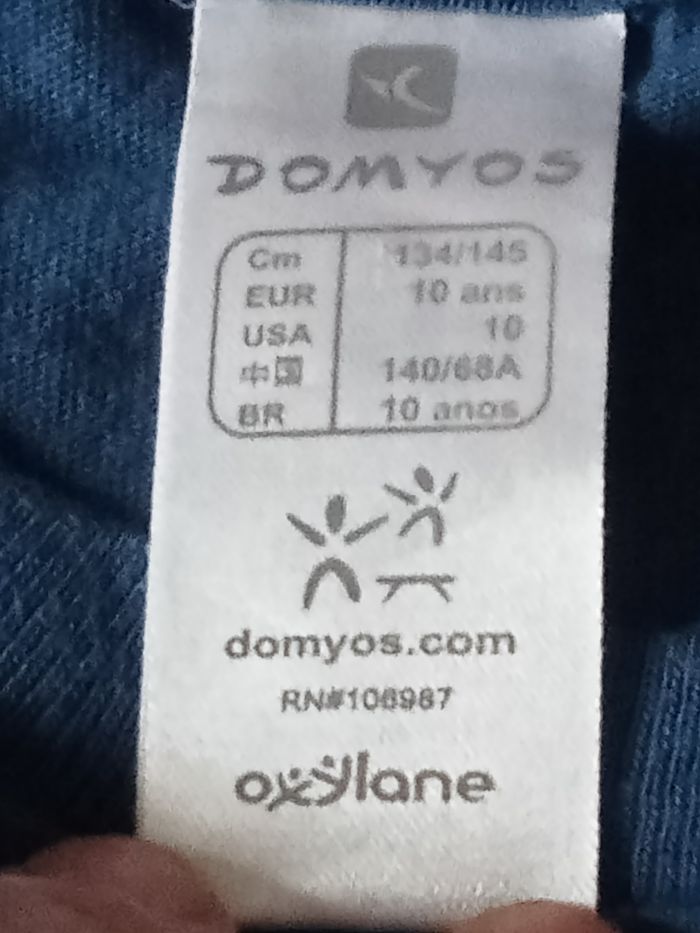 DOMYOS
Cm 134/145
EUR 10 ans
USA 10
中国 140/68A
BR 10 anos
domyos.com
RN#106987
oxylane